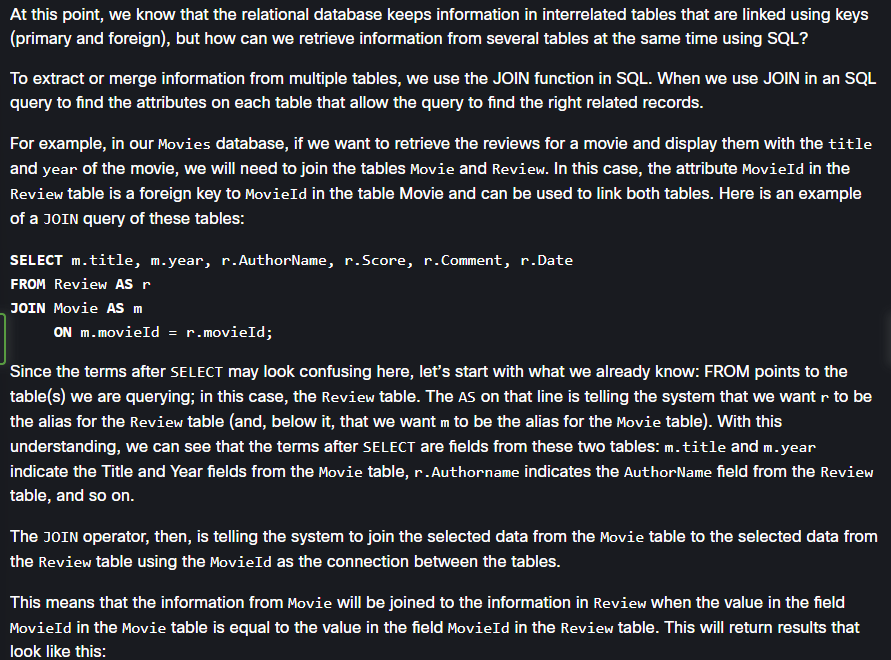 At this point, we know that the relational database keeps information in interrelated tables that are linked using keys
(primary and foreign), but how can we retrieve information from several tables at the same time using SQL?
To extract or merge information from multiple tables, we use the JOIN function in SQL. When we use JOIN in an SQL
query to find the attributes on each table that allow the query to find the right related records.
For example, in our Movies database, if we want to retrieve the reviews for a movie and display them with the title
and year of the movie, we will need to join the tables Movie and Review. In this case, the attribute MovieId in the
Review table is a foreign key to MovieId in the table Movie and can be used to link both tables. Here is an example
of a JOIN query of these tables:
SELECT m.title, m.year, r.AuthorName, r.Score, r.Comment, r.Date
FROM Review AS r
JOIN Movie AS m
ON m.movieId = r.movieId;
Since the terms after SELECT may look confusing here, let's start with what we already know: FROM points to the
table(s) we are querying; in this case, the Review table. The AS on that line is telling the system that we want r to be
the alias for the Review table (and, below it, that we want m to be the alias for the Movie table). With this
understanding, we can see that the terms after SELECT are fields from these two tables: m.title and m.year
indicate the Title and Year fields from the Movie table, r.Authorname indicates the AuthorName field from the Review
table, and so on.
The JOIN operator, then, is telling the system to join the selected data from the Movie table to the selected data from
the Review table using the MovieId as the connection between the tables.
This means that the information from Movie will be joined to the information in Review when the value in the field
MovieId in the Movie table is equal to the value in the field MovieId in the Review table. This will return results that
look like this: